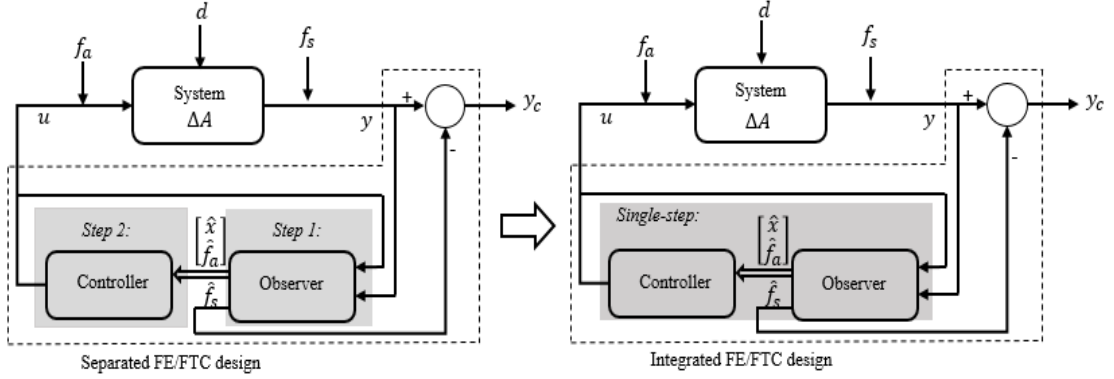 d
f_a
f_s
System
ΔA
+
y_c
u
y
-
Step 2:
[x̂
f̂_a]
Step 1:
Controller
f̂_s
Observer
Separated FE/FTC design
d
f_a
f_s
System
ΔA
+
y_c
u
y
-
Single-step:
[x̂
f̂_a]
Controller
f̂_s
Observer
Integrated FE/FTC design